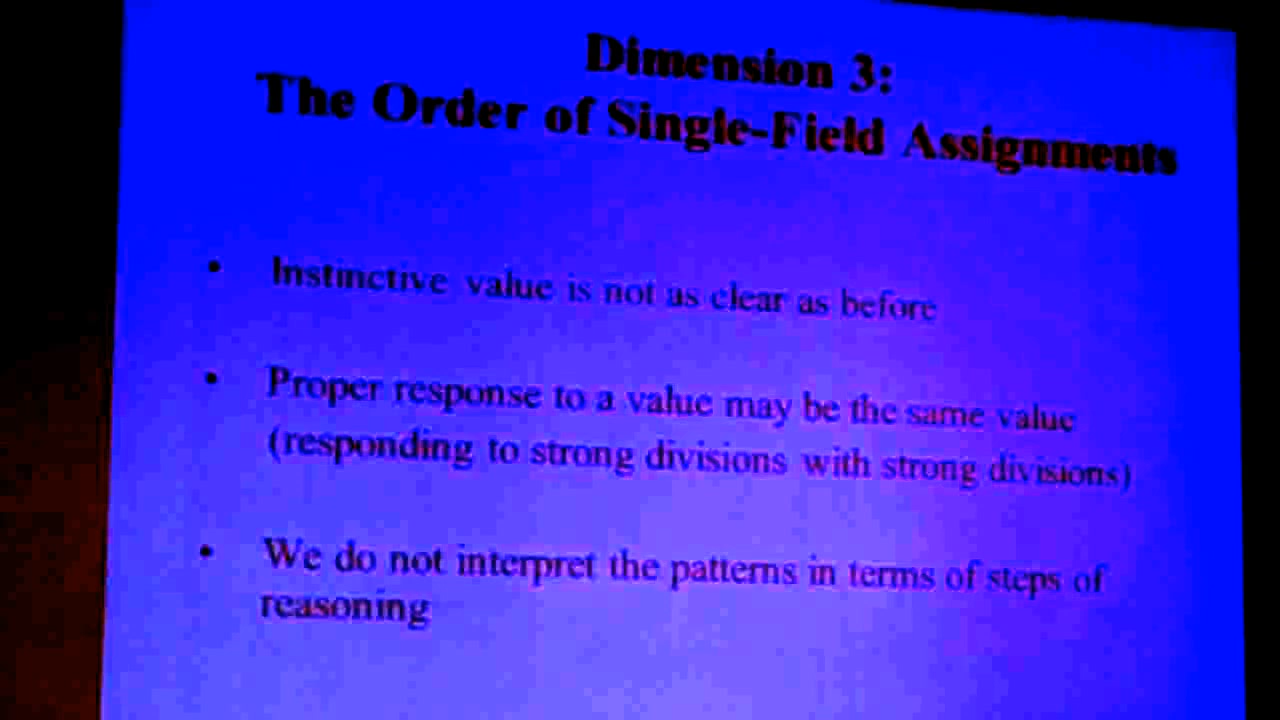 Dimension 3:
The Order of Single-Field Assignments
• Instinctive value is not as clear as before
• Proper response to a value may be the same value
(responding to strong divisions with strong divisions)
• We do not interpret the patterns in terms of steps of
reasoning